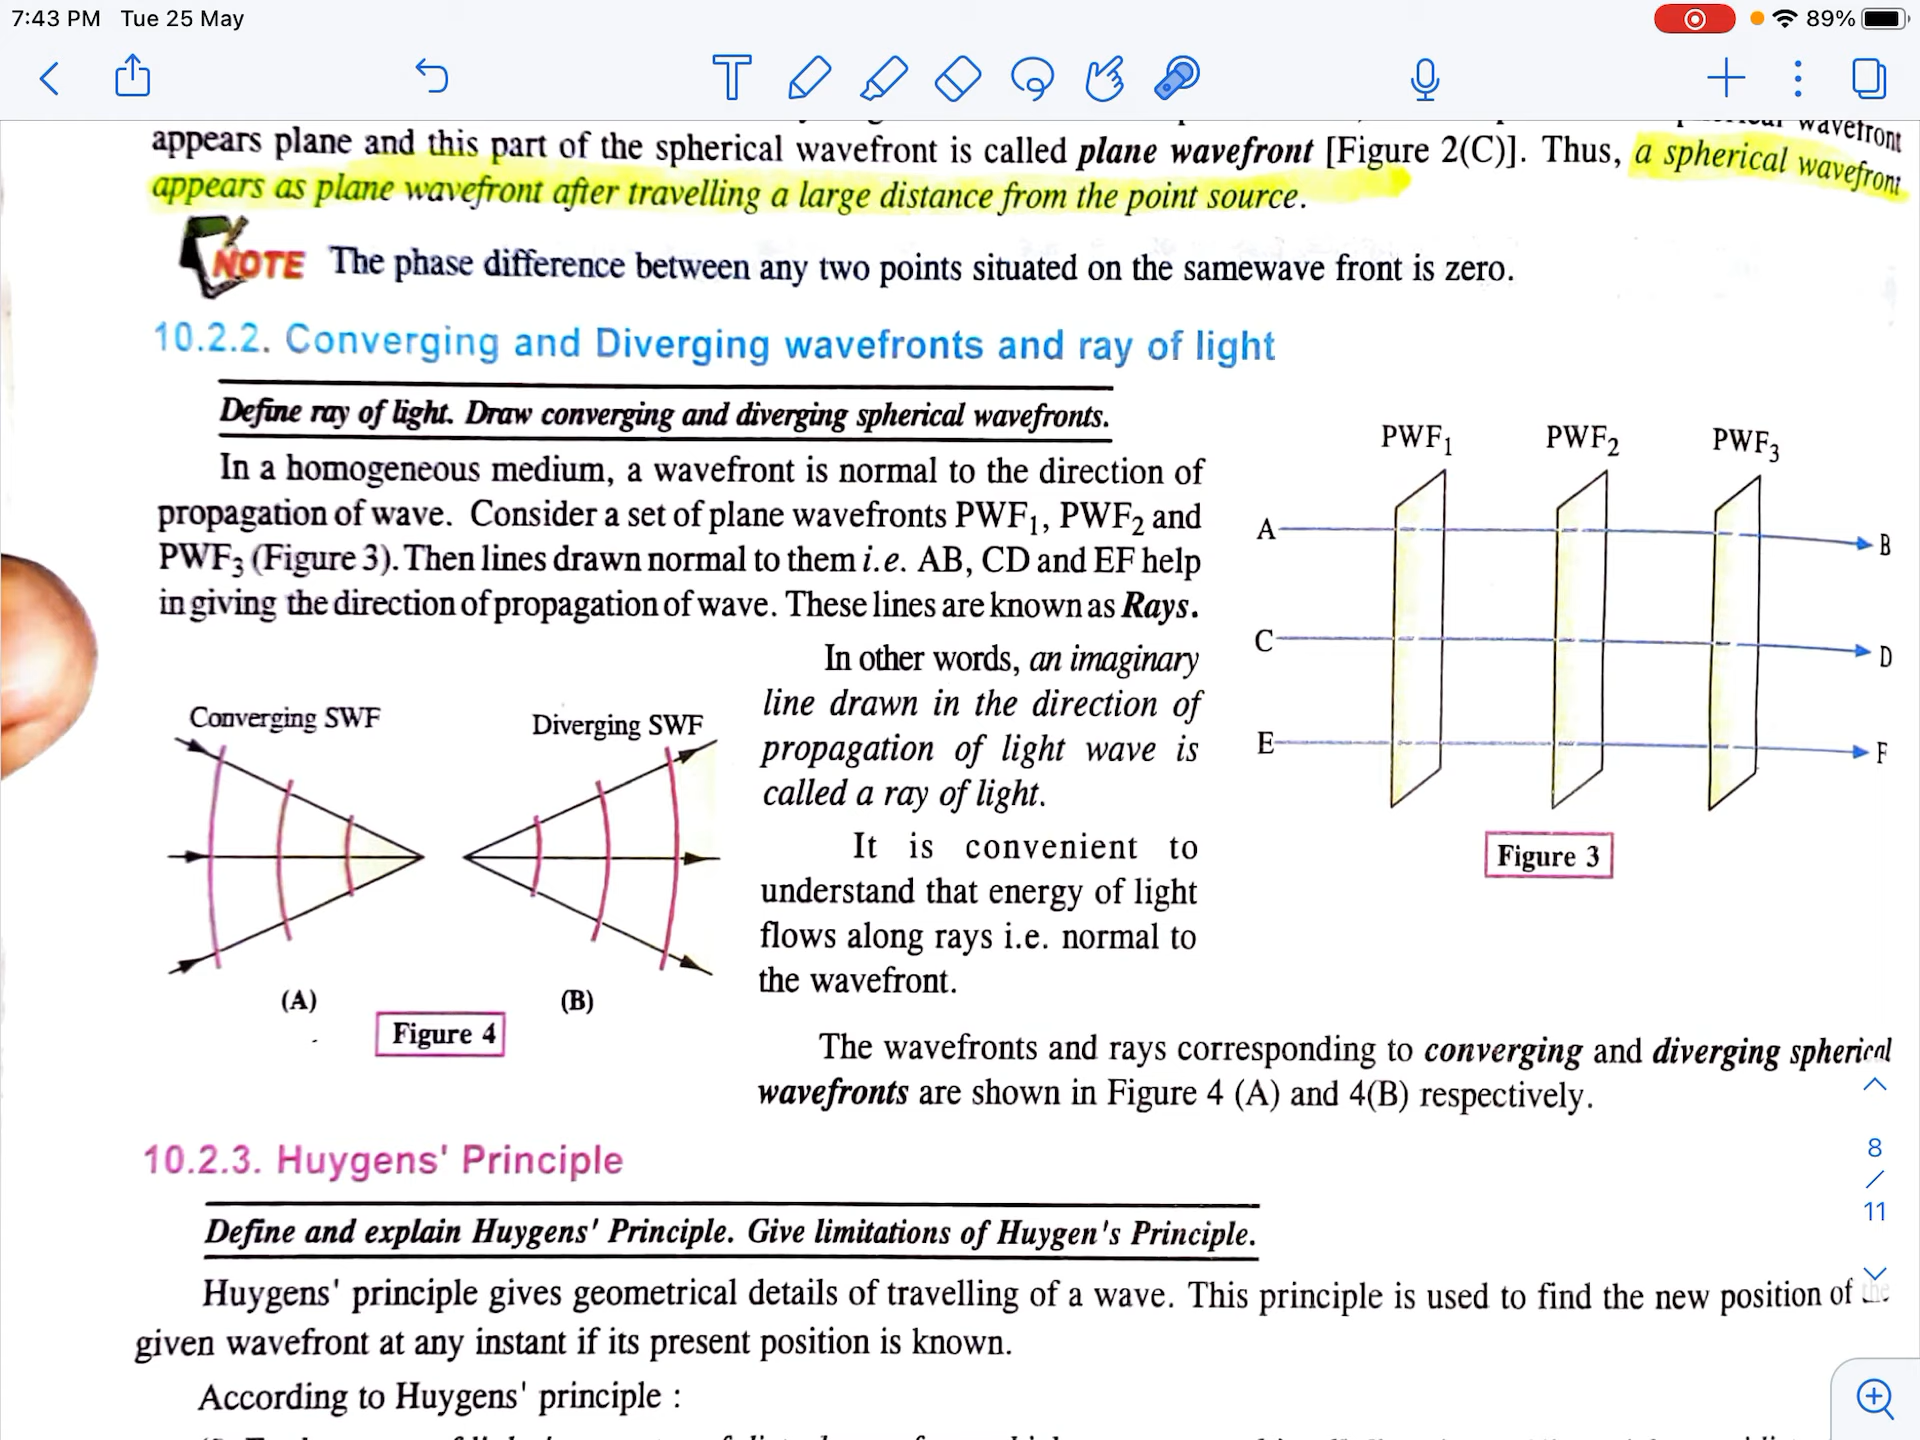 7:43 PM Tue 25 May
89%
appears plane and this part of the spherical wavefront is called plane wavefront [Figure 2(C)]. Thus, a spherical wavefront
appears as plane wavefront after travelling a large distance from the point source.
NOTE The phase difference between any two points situated on the samewave front is zero.
10.2.2. Converging and Diverging wavefronts and ray of light
Define ray of light. Draw converging and diverging spherical wavefronts.
In a homogeneous medium, a wavefront is normal to the direction of
propagation of wave. Consider a set of plane wavefronts PWF₁, PWF₂ and
PWF₃ (Figure 3). Then lines drawn normal to them i.e. AB, CD and EF help
in giving the direction of propagation of wave. These lines are known as Rays.
PWF₁ PWF₂ PWF₃
A B
C D
E F
Figure 3
In other words, an imaginary
line drawn in the direction of
propagation of light wave is
called a ray of light.
It is convenient to
understand that energy of light
flows along rays i.e. normal to
the wavefront.
Converging SWF Diverging SWF
(A) (B)
Figure 4
The wavefronts and rays corresponding to converging and diverging spherical
wavefronts are shown in Figure 4 (A) and 4(B) respectively.
8
/
11
10.2.3. Huygens' Principle
Define and explain Huygens' Principle. Give limitations of Huygen's Principle.
Huygens' principle gives geometrical details of travelling of a wave. This principle is used to find the new position of the
given wavefront at any instant if its present position is known.
According to Huygens' principle :